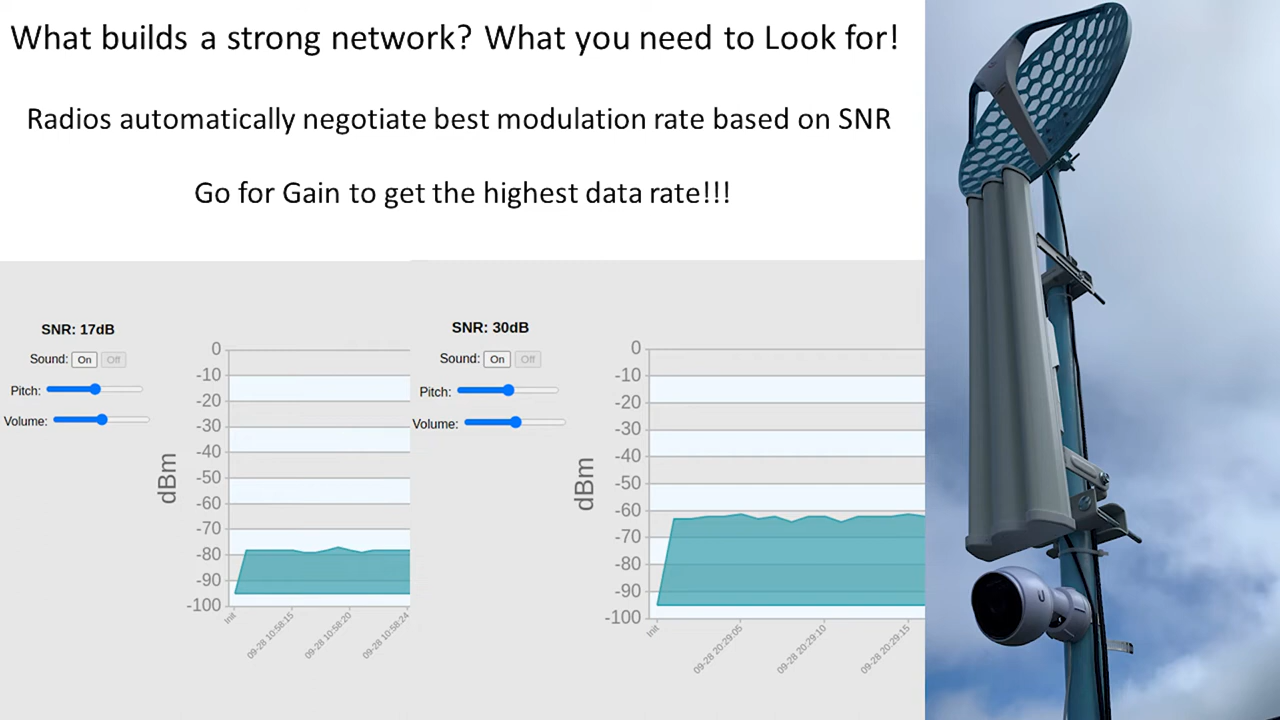 What builds a strong network? What you need to Look for!
Radios automatically negotiate best modulation rate based on SNR
Go for Gain to get the highest data rate!!!
SNR: 17dB
Sound: On Off
Pitch:
Volume:
dBm
0
-10
-20
-30
-40
-50
-60
-70
-80
-90
-100
Init
09-28 10:58:15
09-28 10:58:20
09-28 10:58:24
SNR: 30dB
Sound: On Off
Pitch:
Volume:
dBm
0
-10
-20
-30
-40
-50
-60
-70
-80
-90
-100
Init
09-28 20:29:05
09-28 20:29:10
09-28 20:29:15
U